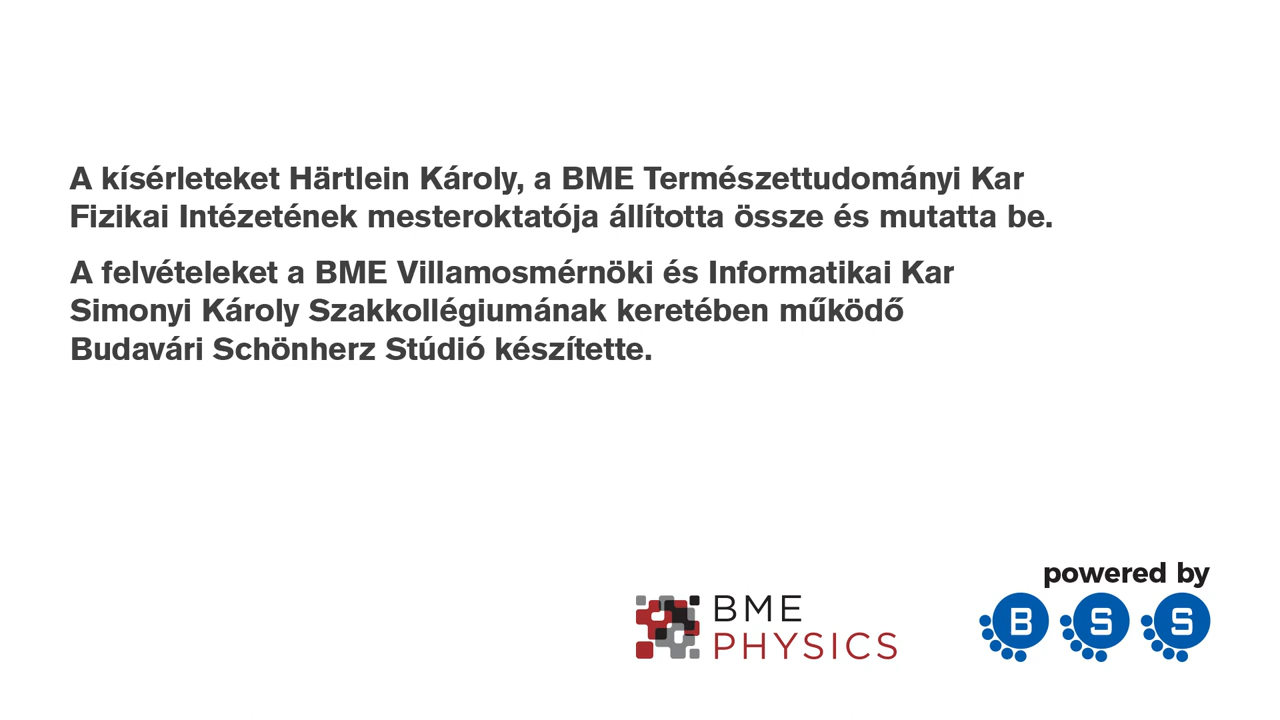 A kísérleteket Härtlein Károly, a BME Természettudományi Kar
Fizikai Intézetének mesteroktatója állította össze és mutatta be.
A felvételeket a BME Villamosmérnöki és Informatikai Kar
Simonyi Károly Szakkollégiumának keretében működő
Budavári Schönherz Stúdió készítette.
powered by
BME
PHYSICS
B S S